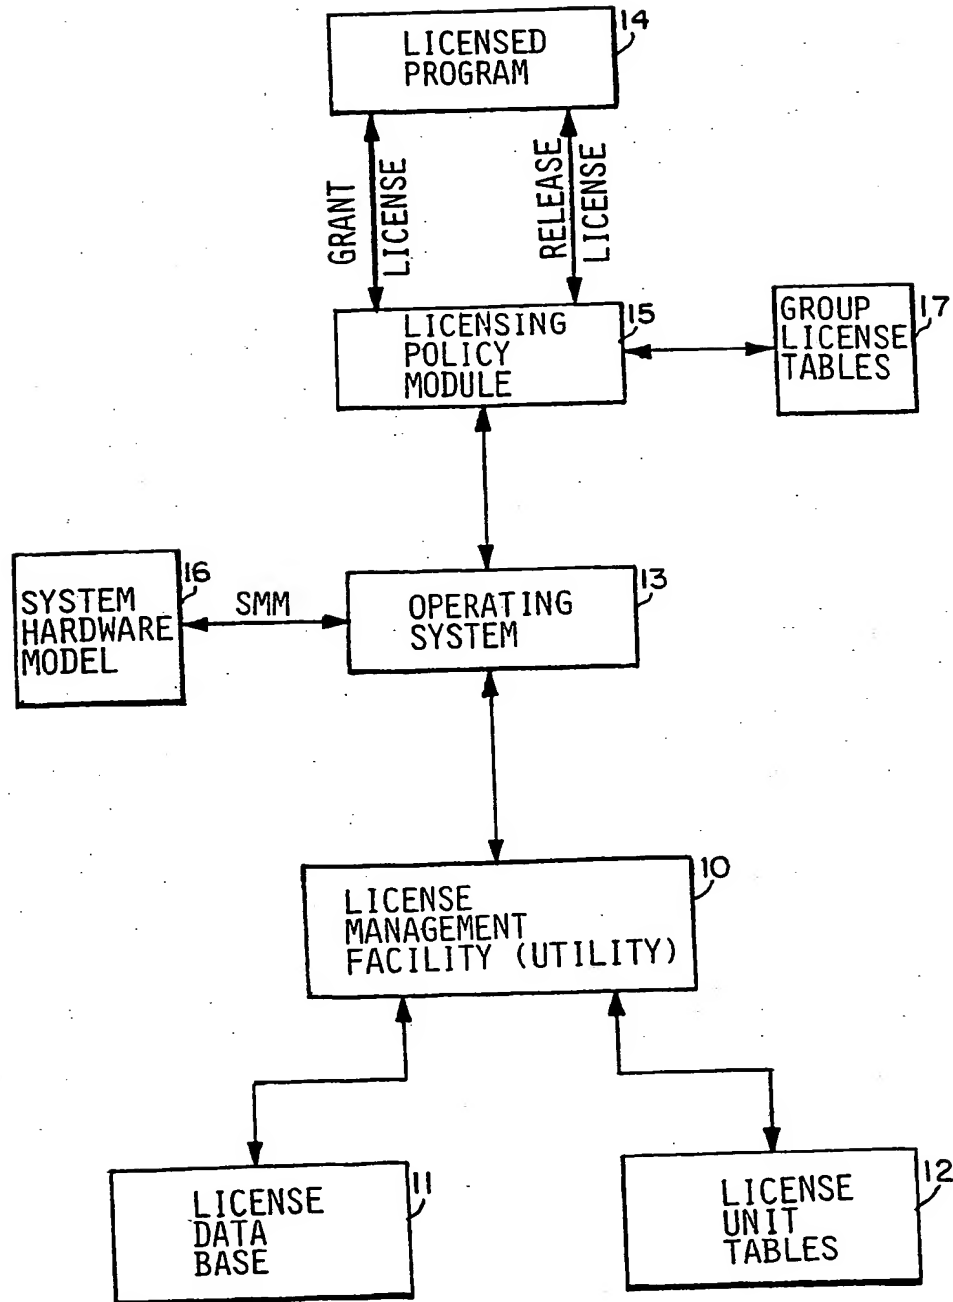 LICENSED
PROGRAM
14
GRANT
LICENSE
RELEASE
LICENSE
LICENSING
POLICY
MODULE
15
GROUP
LICENSE
TABLES
17
SYSTEM
HARDWARE
MODEL
16
SMM
OPERATING
SYSTEM
13
LICENSE
MANAGEMENT
FACILITY (UTILITY)
10
LICENSE
DATA
BASE
11
LICENSE
UNIT
TABLES
12